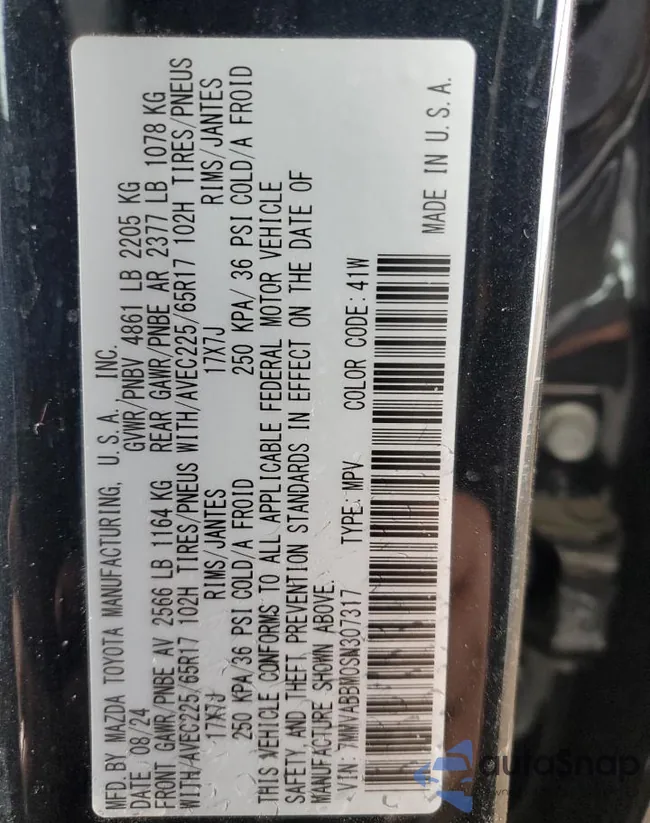 MFD. BY MAZDA TOYOTA MANUFACTURING, U.S.A. INC.
DATE 08/24 GVWR/PNBV 4861 LB 2205 KG
FRONT GAWR/PNBE AV 2566 LB 1164 KG REAR GAWR/PNBE AR 2377 LB 1078 KG
WITH/AVEC225/65R17 102H TIRES/PNEUS WITH/AVEC225/65R17 102H TIRES/PNEUS
17X7J RIMS/JANTES 17X7J RIMS/JANTES
250 KPA/36 PSI COLD/A FROID 250 KPA/ 36 PSI COLD/A FROID
THIS VEHICLE CONFORMS TO ALL APPLICABLE FEDERAL MOTOR VEHICLE
SAFETY,AND THEFT PREVENTION STANDARDS IN EFFECT ON THE DATE OF
MANUFACTURE SHOWN ABOVE.
VIN: 7MMVABBM0SN307317 TYPE: MPV COLOR CODE: 41W
MADE IN U.S.A.
autoSnap